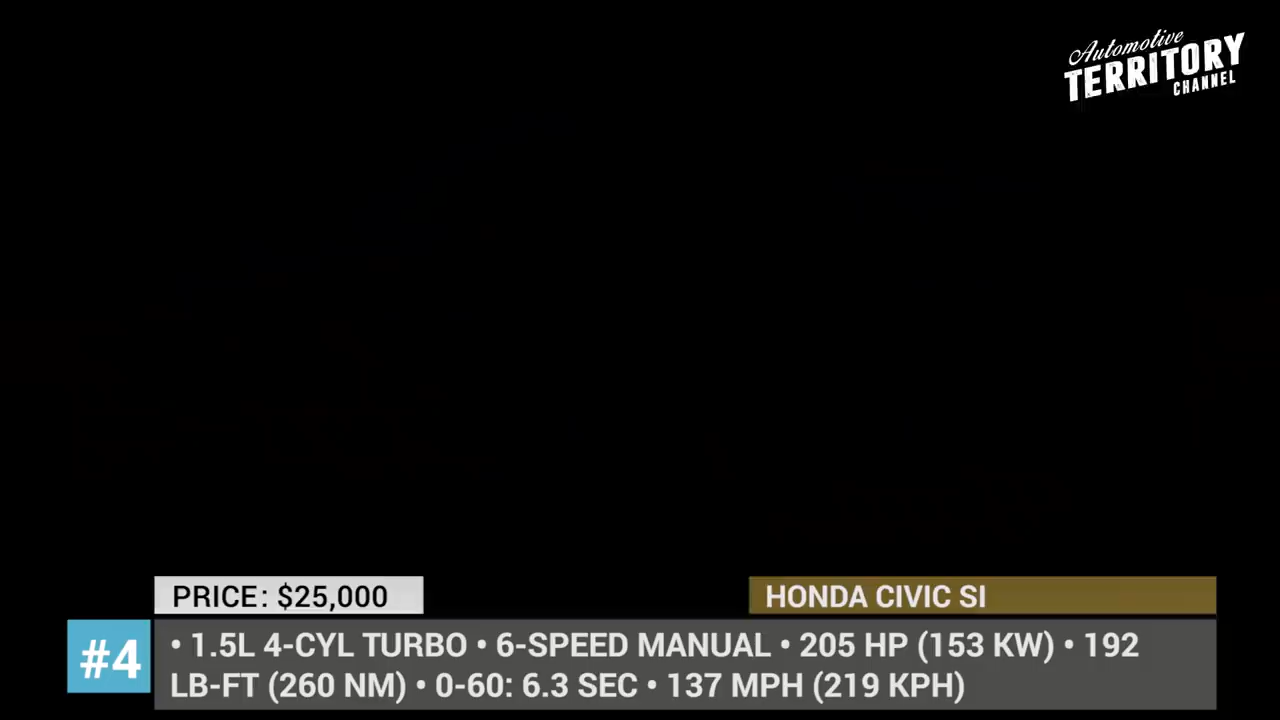 Automotive
TERRITORY
CHANNEL
PRICE: $25,000
HONDA CIVIC SI
#4
• 1.5L 4-CYL TURBO • 6-SPEED MANUAL • 205 HP (153 KW) • 192
LB-FT (260 NM) • 0-60: 6.3 SEC • 137 MPH (219 KPH)